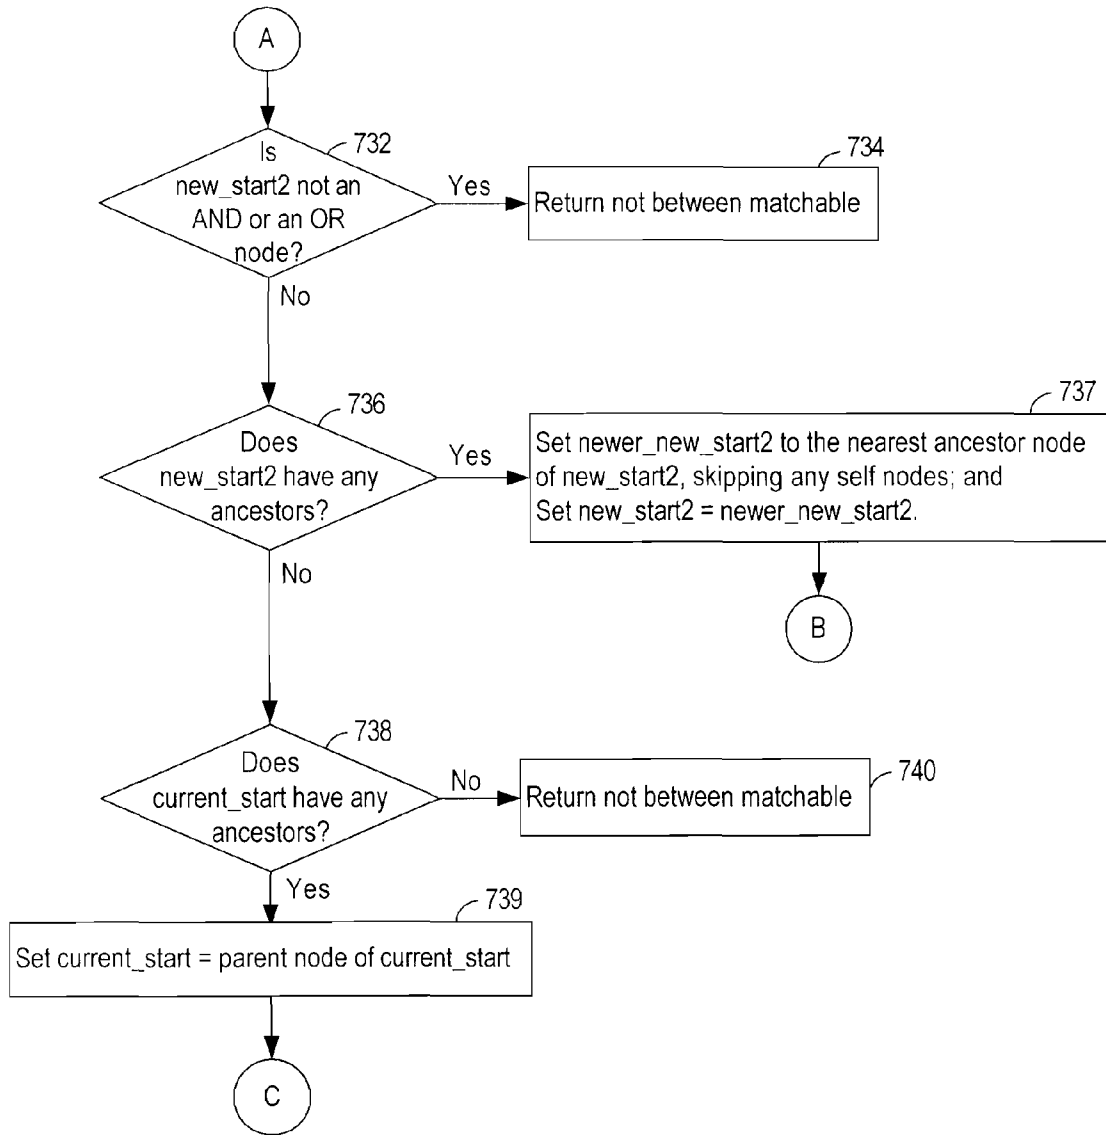 A
732
Is
new_start2 not an
AND or an OR
node?
Yes
734
Return not between matchable
No
736
Does
new_start2 have any
ancestors?
Yes
737
Set newer_new_start2 to the nearest ancestor node
of new_start2, skipping any self nodes; and
Set new_start2 = newer_new_start2.
No
B
738
Does
current_start have any
ancestors?
No
740
Return not between matchable
Yes
739
Set current_start = parent node of current_start
C